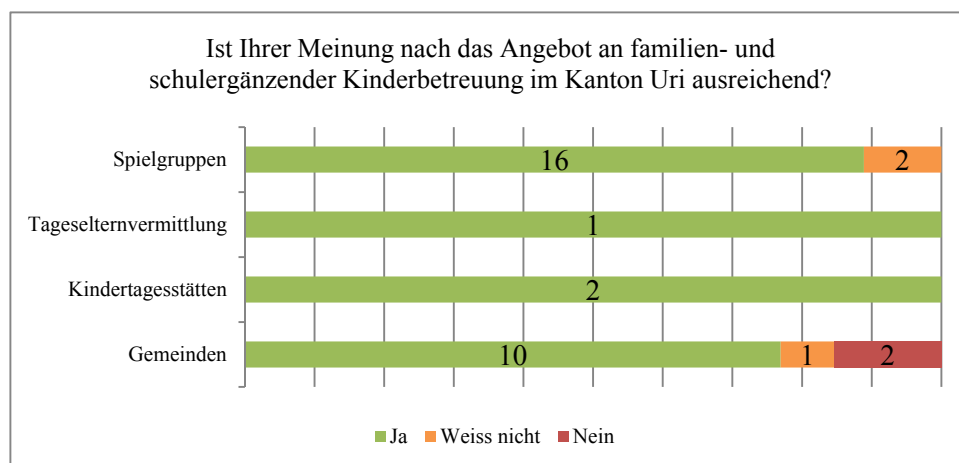 Ist Ihrer Meinung nach das Angebot an familien- und
schulergänzender Kinderbetreuung im Kanton Uri ausreichend?
Spielgruppen 16 2
Tageselternvermittlung 1
Kindertagesstätten 2
Gemeinden 10 1 2
Ja Weiss nicht Nein